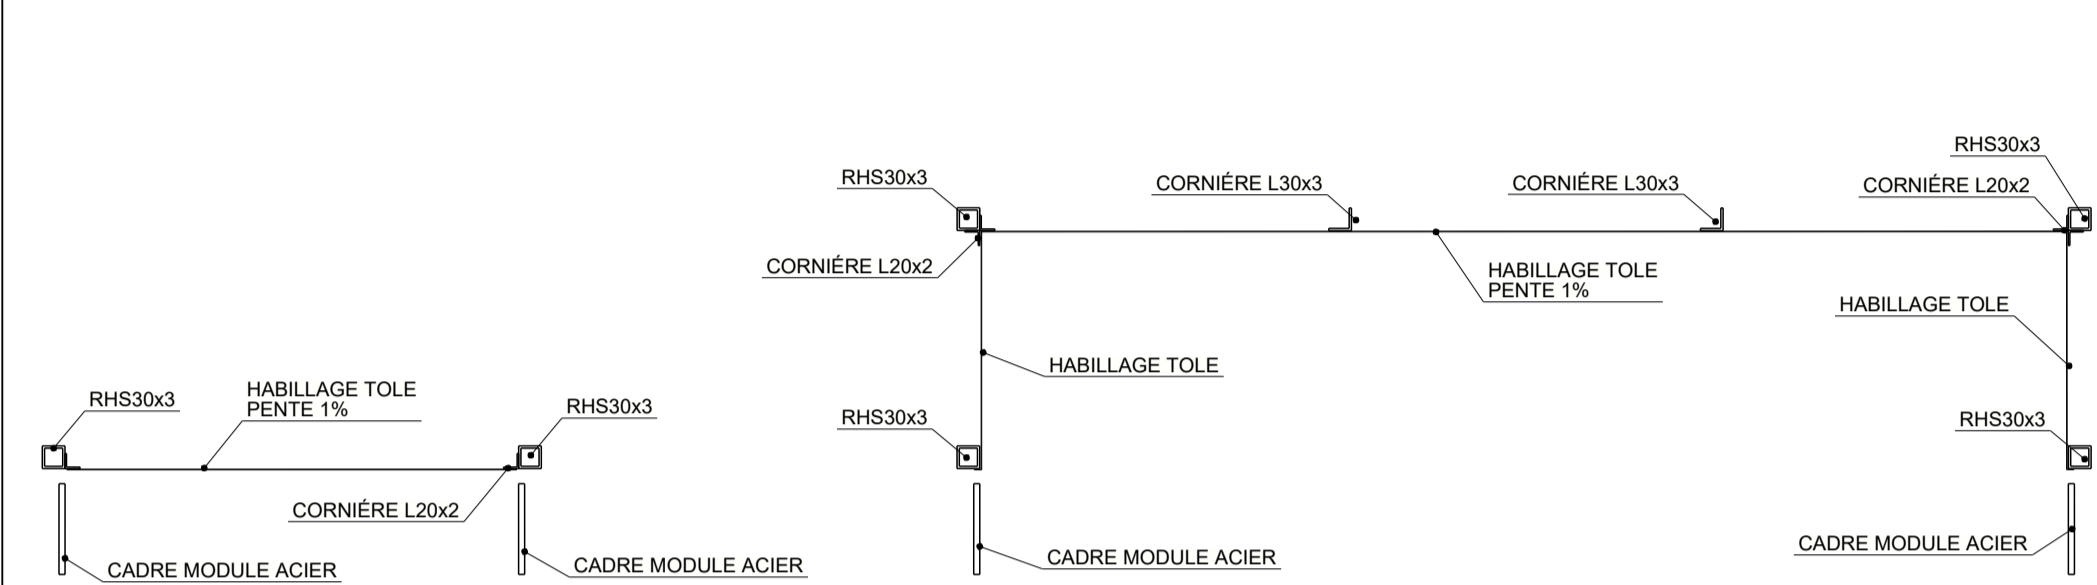 RHS30x3
HABILLAGE TOLE
PENTE 1%
RHS30x3
CORNIÉRE L20x2
CADRE MODULE ACIER
CADRE MODULE ACIER
RHS30x3
CORNIÉRE L30x3
CORNIÉRE L30x3
RHS30x3
CORNIÉRE L20x2
CORNIÉRE L20x2
HABILLAGE TOLE
PENTE 1%
HABILLAGE TOLE
HABILLAGE TOLE
RHS30x3
RHS30x3
CADRE MODULE ACIER
CADRE MODULE ACIER